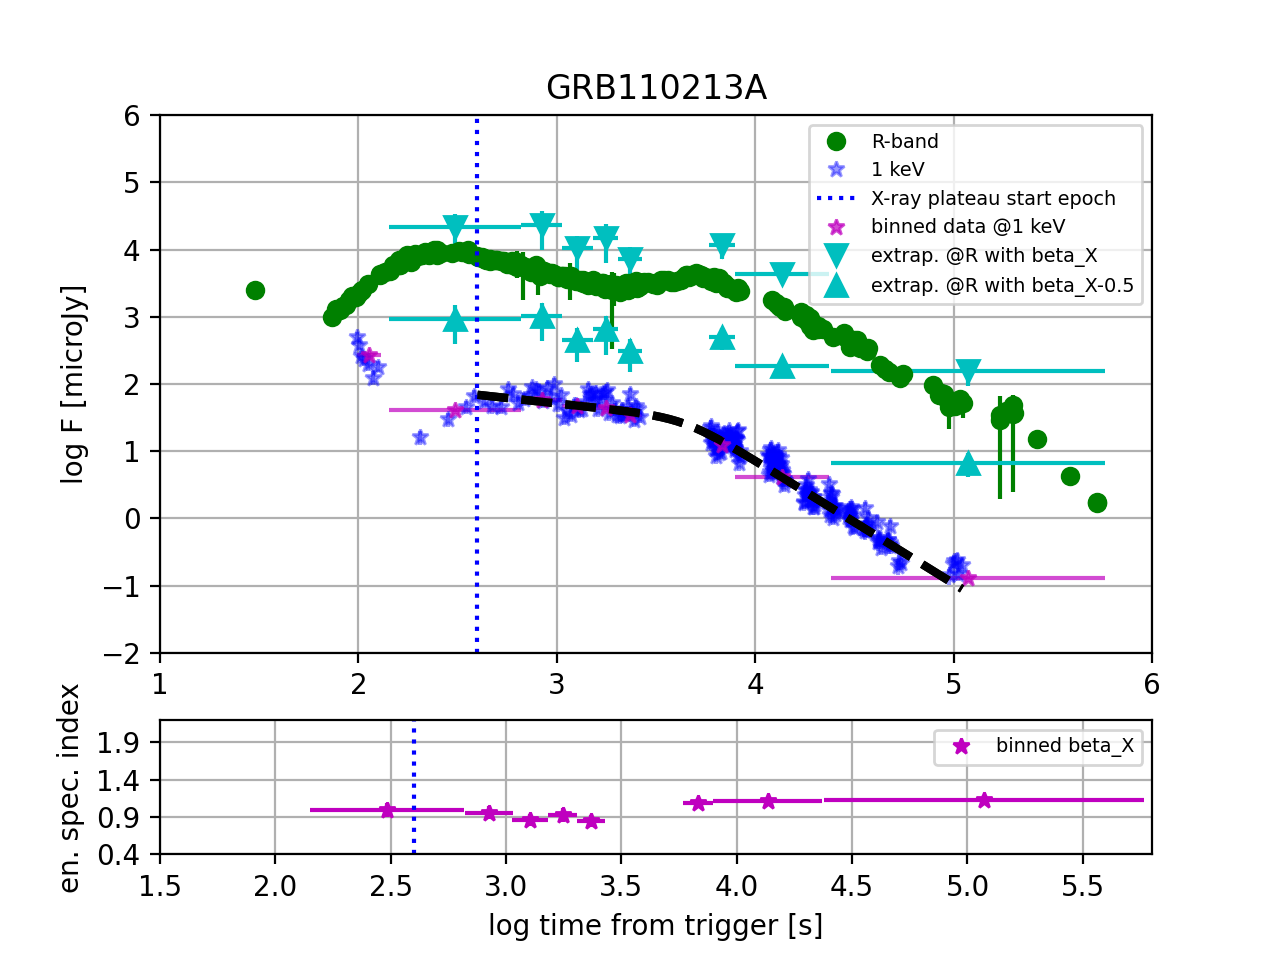 GRB110213A
6
5
4
3
2
1
0
−1
−2
log F [microJy]
R-band
1 keV
X-ray plateau start epoch
binned data @1 keV
extrap. @R with beta_X
extrap. @R with beta_X-0.5
1 2 3 4 5 6
en. spec. index
1.9
1.4
0.9
0.4
binned beta_X
1.5 2.0 2.5 3.0 3.5 4.0 4.5 5.0 5.5
log time from trigger [s]